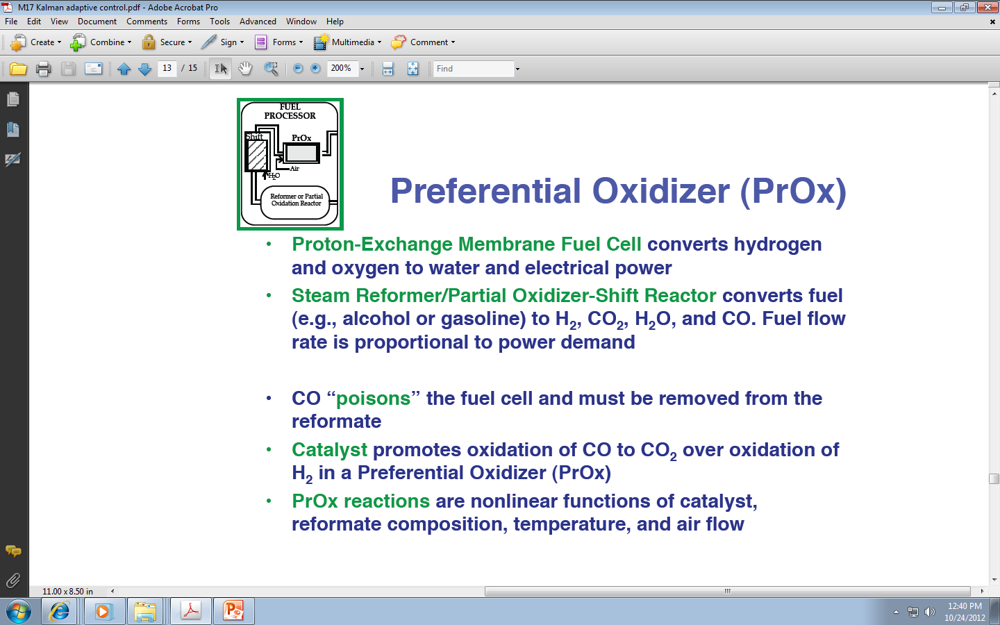 M17 Kalman adaptive control.pdf - Adobe Acrobat Pro
File Edit View Document Comments Forms Tools Advanced Window Help
Create Combine Secure Sign Forms Multimedia Comment
13 / 15 200% Find
FUEL
PROCESSOR
Shift
PrOx
Air
H2O
Reformer or Partial
Oxidation Reactor
Preferential Oxidizer (PrOx)
• Proton-Exchange Membrane Fuel Cell converts hydrogen
and oxygen to water and electrical power
• Steam Reformer/Partial Oxidizer-Shift Reactor converts fuel
(e.g., alcohol or gasoline) to H2, CO2, H2O, and CO. Fuel flow
rate is proportional to power demand
• CO “poisons” the fuel cell and must be removed from the
reformate
• Catalyst promotes oxidation of CO to CO2 over oxidation of
H2 in a Preferential Oxidizer (PrOx)
• PrOx reactions are nonlinear functions of catalyst,
reformate composition, temperature, and air flow
11.00 x 8.50 in
12:40 PM
10/24/2012